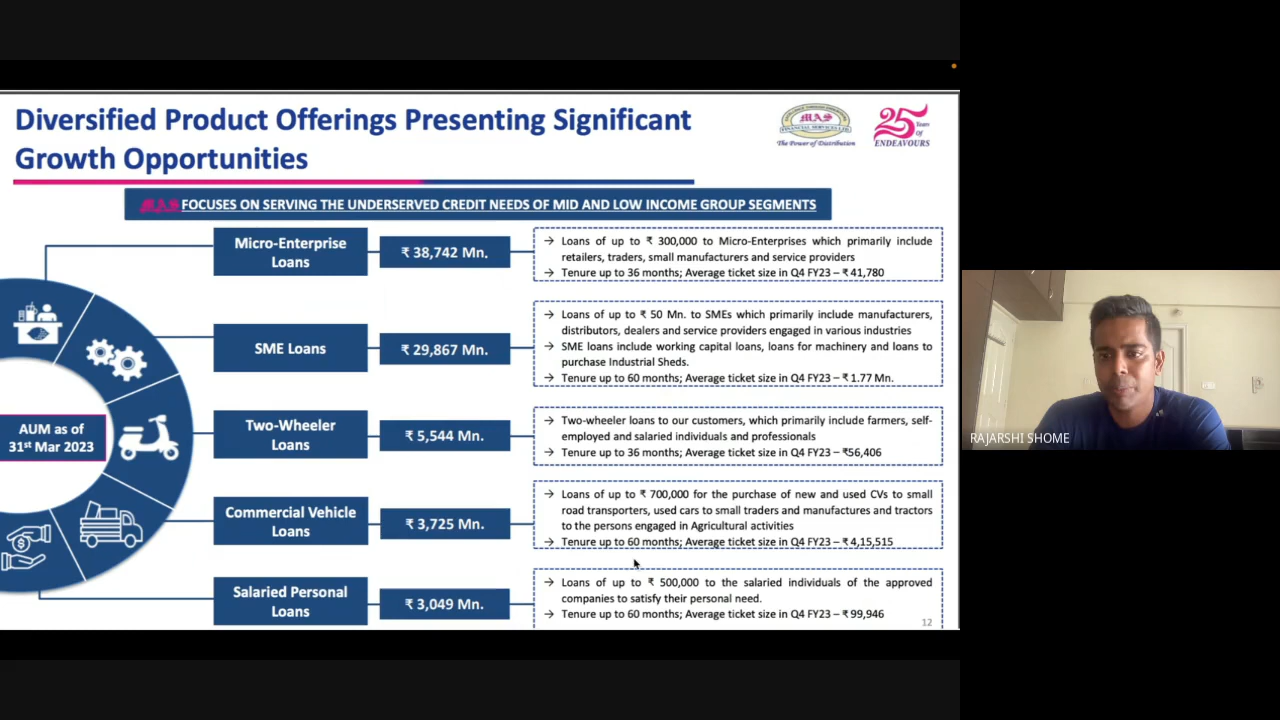 Diversified Product Offerings Presenting Significant
Growth Opportunities
MAS
FINANCIAL SERVICES LTD
The Power of Distribution
25 Years
Of
ENDEAVOURS
MAS FOCUSES ON SERVING THE UNDERSERVED CREDIT NEEDS OF MID AND LOW INCOME GROUP SEGMENTS
AUM as of
31st Mar 2023
Micro-Enterprise
Loans
₹ 38,742 Mn.
→ Loans of up to ₹ 300,000 to Micro-Enterprises which primarily include
retailers, traders, small manufacturers and service providers
→ Tenure up to 36 months; Average ticket size in Q4 FY23 – ₹ 41,780
SME Loans
₹ 29,867 Mn.
→ Loans of up to ₹ 50 Mn. to SMEs which primarily include manufacturers,
distributors, dealers and service providers engaged in various industries
→ SME loans include working capital loans, loans for machinery and loans to
purchase Industrial Sheds.
→ Tenure up to 60 months; Average ticket size in Q4 FY23 – ₹ 1.77 Mn.
Two-Wheeler
Loans
₹ 5,544 Mn.
→ Two-wheeler loans to our customers, which primarily include farmers, self-
employed and salaried individuals and professionals
→ Tenure up to 36 months; Average ticket size in Q4 FY23 – ₹56,406
Commercial Vehicle
Loans
₹ 3,725 Mn.
→ Loans of up to ₹ 700,000 for the purchase of new and used CVs to small
road transporters, used cars to small traders and manufactures and tractors
to the persons engaged in Agricultural activities
→ Tenure up to 60 months; Average ticket size in Q4 FY23 – ₹ 4,15,515
Salaried Personal
Loans
₹ 3,049 Mn.
→ Loans of up to ₹ 500,000 to the salaried individuals of the approved
companies to satisfy their personal need.
→ Tenure up to 60 months; Average ticket size in Q4 FY23 – ₹ 99,946
12
RAJARSHI SHOME